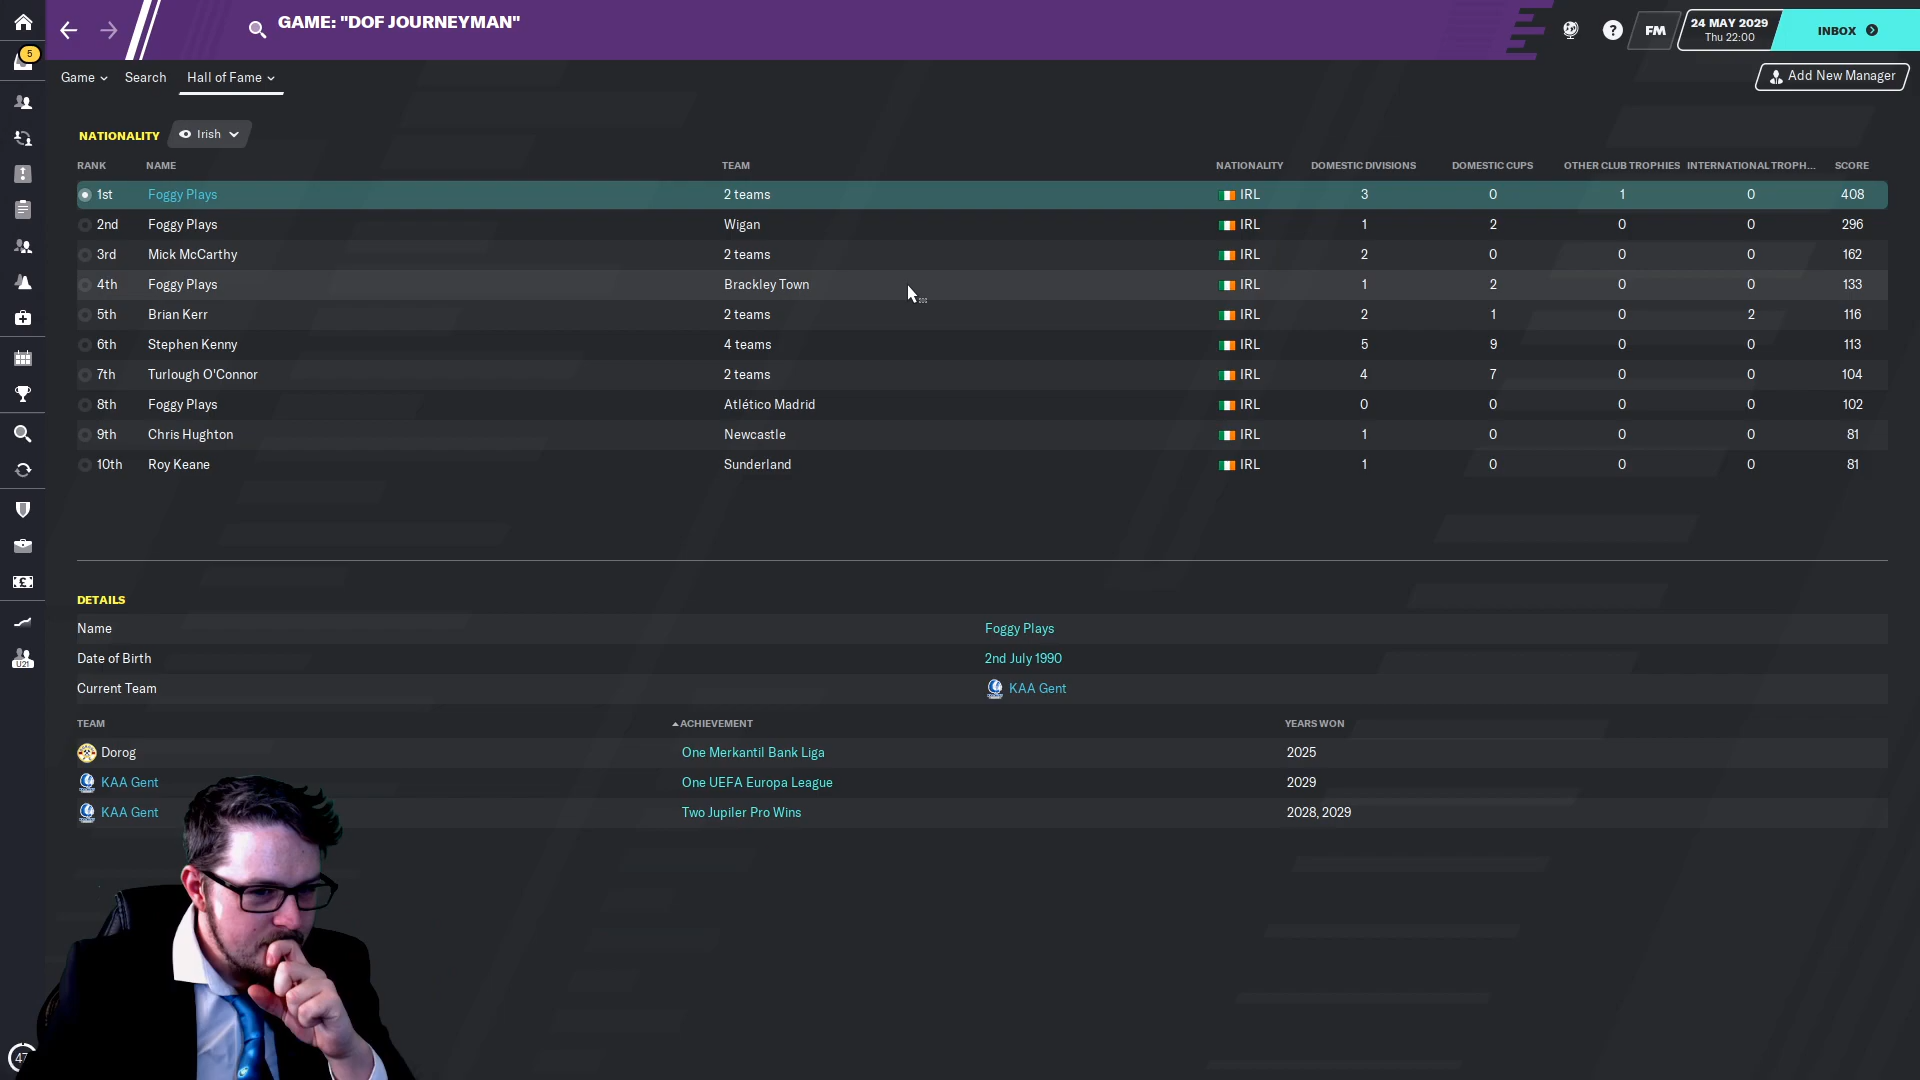 GAME: "DOF JOURNEYMAN"
5
FM
24 MAY 2029
Thu 22:00
INBOX
Game
Search
Hall of Fame
Add New Manager
NATIONALITY Irish
RANK NAME TEAM NATIONALITY DOMESTIC DIVISIONS DOMESTIC CUPS OTHER CLUB TROPHIES INTERNATIONAL TROPH... SCORE
1st Foggy Plays 2 teams IRL 3 0 1 0 408
2nd Foggy Plays Wigan IRL 1 2 0 0 296
3rd Mick McCarthy 2 teams IRL 2 0 0 0 162
4th Foggy Plays Brackley Town IRL 1 2 0 0 133
5th Brian Kerr 2 teams IRL 2 1 0 2 116
6th Stephen Kenny 4 teams IRL 5 9 0 0 113
7th Turlough O'Connor 2 teams IRL 4 7 0 0 104
8th Foggy Plays Atlético Madrid IRL 0 0 0 0 102
9th Chris Hughton Newcastle IRL 1 0 0 0 81
10th Roy Keane Sunderland IRL 1 0 0 0 81
DETAILS
Name Foggy Plays
Date of Birth 2nd July 1990
Current Team KAA Gent
TEAM ACHIEVEMENT YEARS WON
Dorog One Merkantil Bank Liga 2025
KAA Gent One UEFA Europa League 2029
KAA Gent Two Jupiler Pro Wins 2028, 2029
U21
47